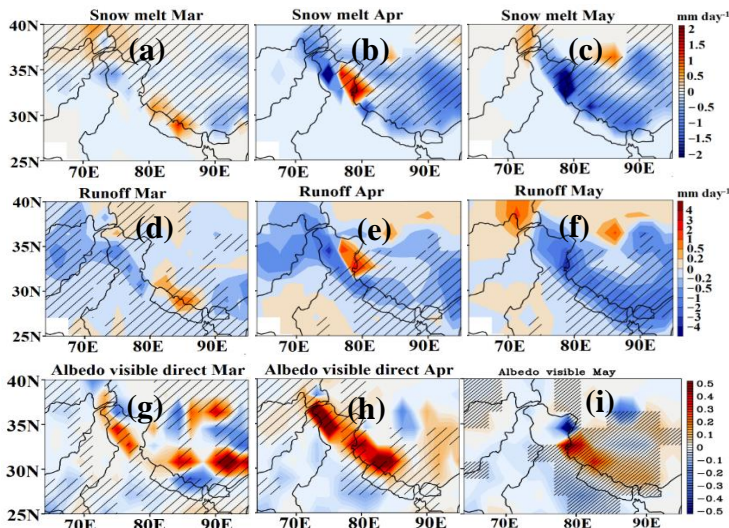 Snow melt Mar
Snow melt Apr
Snow melt May
mm day⁻¹
40N
35N
30N
25N
(a)
(b)
(c)
2
1.5
1
0.5
0
−0.5
−1
−1.5
−2
70E 80E 90E
70E 80E 90E
70E 80E 90E
Runoff Mar
Runoff Apr
Runoff May
mm day⁻¹
40N
35N
30N
25N
(d)
(e)
(f)
4
3
2
1
0.5
0.2
−0.2
−0.5
−1
−2
−3
−4
70E 80E 90E
70E 80E 90E
70E 80E 90E
Albedo visible direct Mar
Albedo visible direct Apr
Albedo visible May
40N
35N
30N
25N
(g)
(h)
(i)
0.5
0.4
0.3
0.2
0.1
0
−0.1
−0.2
−0.3
−0.4
−0.5
70E 80E 90E
70E 80E 90E
70E 80E 90E